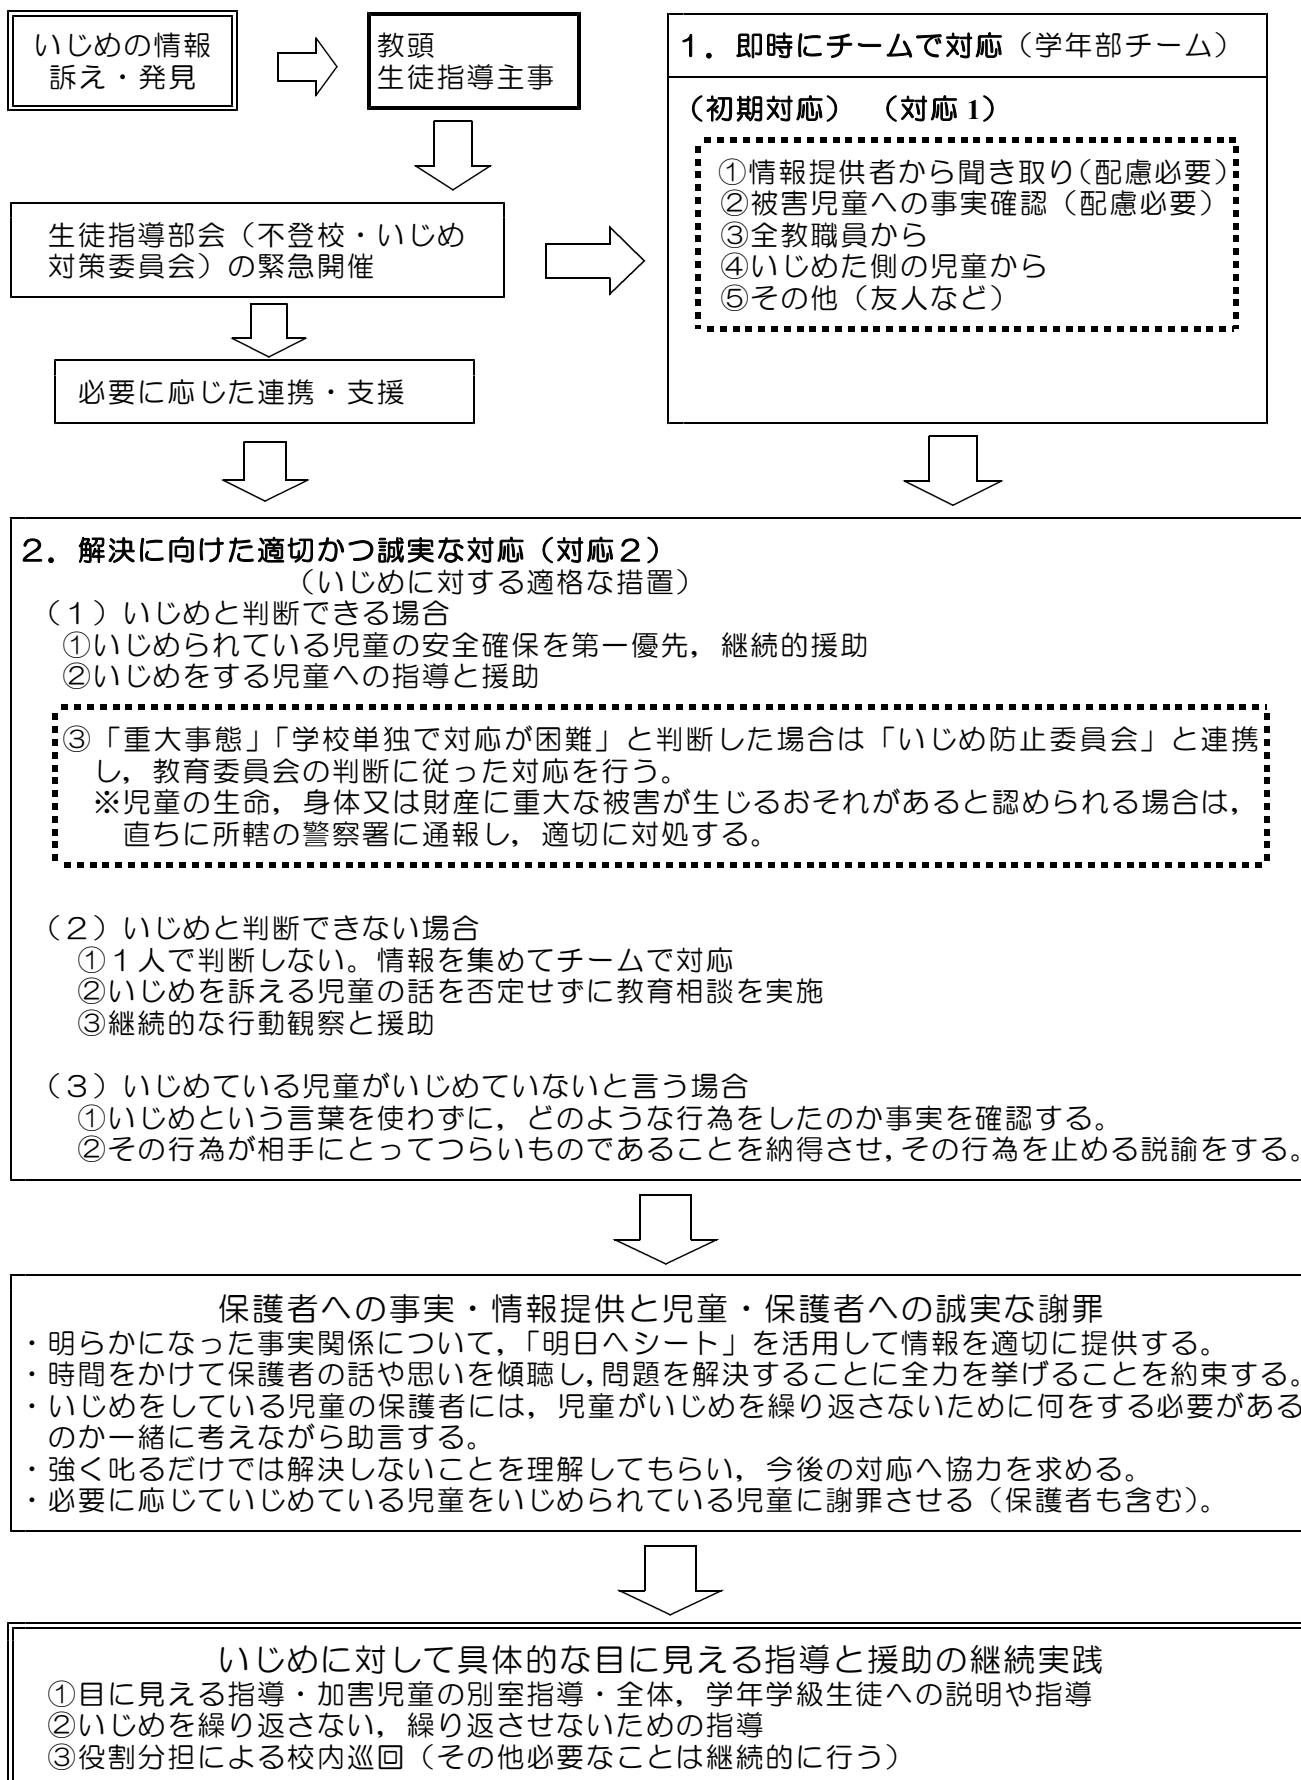 いじめの情報
訴え・発見
教頭
生徒指導主事
生徒指導部会（不登校・いじめ
対策委員会）の緊急開催
必要に応じた連携・支援
１．即時にチームで対応（学年部チーム）
（初期対応）　（対応1）
①情報提供者から聞き取り（配慮必要）
②被害児童への事実確認（配慮必要）
③全教職員から
④いじめた側の児童から
⑤その他（友人など）
２．解決に向けた適切かつ誠実な対応（対応２）
（いじめに対する適格な措置）
（１）いじめと判断できる場合
①いじめられている児童の安全確保を第一優先，継続的援助
②いじめをする児童への指導と援助
③「重大事態」「学校単独で対応が困難」と判断した場合は「いじめ防止委員会」と連携
し，教育委員会の判断に従った対応を行う。
※児童の生命，身体又は財産に重大な被害が生じるおそれがあると認められる場合は，
直ちに所轄の警察署に通報し，適切に対処する。
（２）いじめと判断できない場合
①１人で判断しない。情報を集めてチームで対応
②いじめを訴える児童の話を否定せずに教育相談を実施
③継続的な行動観察と援助
（３）いじめている児童がいじめていないと言う場合
①いじめという言葉を使わずに，どのような行為をしたのか事実を確認する。
②その行為が相手にとってつらいものであることを納得させ，その行為を止める説諭をする。
保護者への事実・情報提供と児童・保護者への誠実な謝罪
・明らかになった事実関係について，「明日へシート」を活用して情報を適切に提供する。
・時間をかけて保護者の話や思いを傾聴し，問題を解決することに全力を挙げることを約束する。
・いじめをしている児童の保護者には，児童がいじめを繰り返さないために何をする必要がある
のか一緒に考えながら助言する。
・強く叱るだけでは解決しないことを理解してもらい，今後の対応へ協力を求める。
・必要に応じていじめている児童をいじめられている児童に謝罪させる（保護者も含む）。
いじめに対して具体的な目に見える指導と援助の継続実践
①目に見える指導・加害児童の別室指導・全体，学年学級生徒への説明や指導
②いじめを繰り返さない，繰り返させないための指導
③役割分担による校内巡回（その他必要なことは継続的に行う）